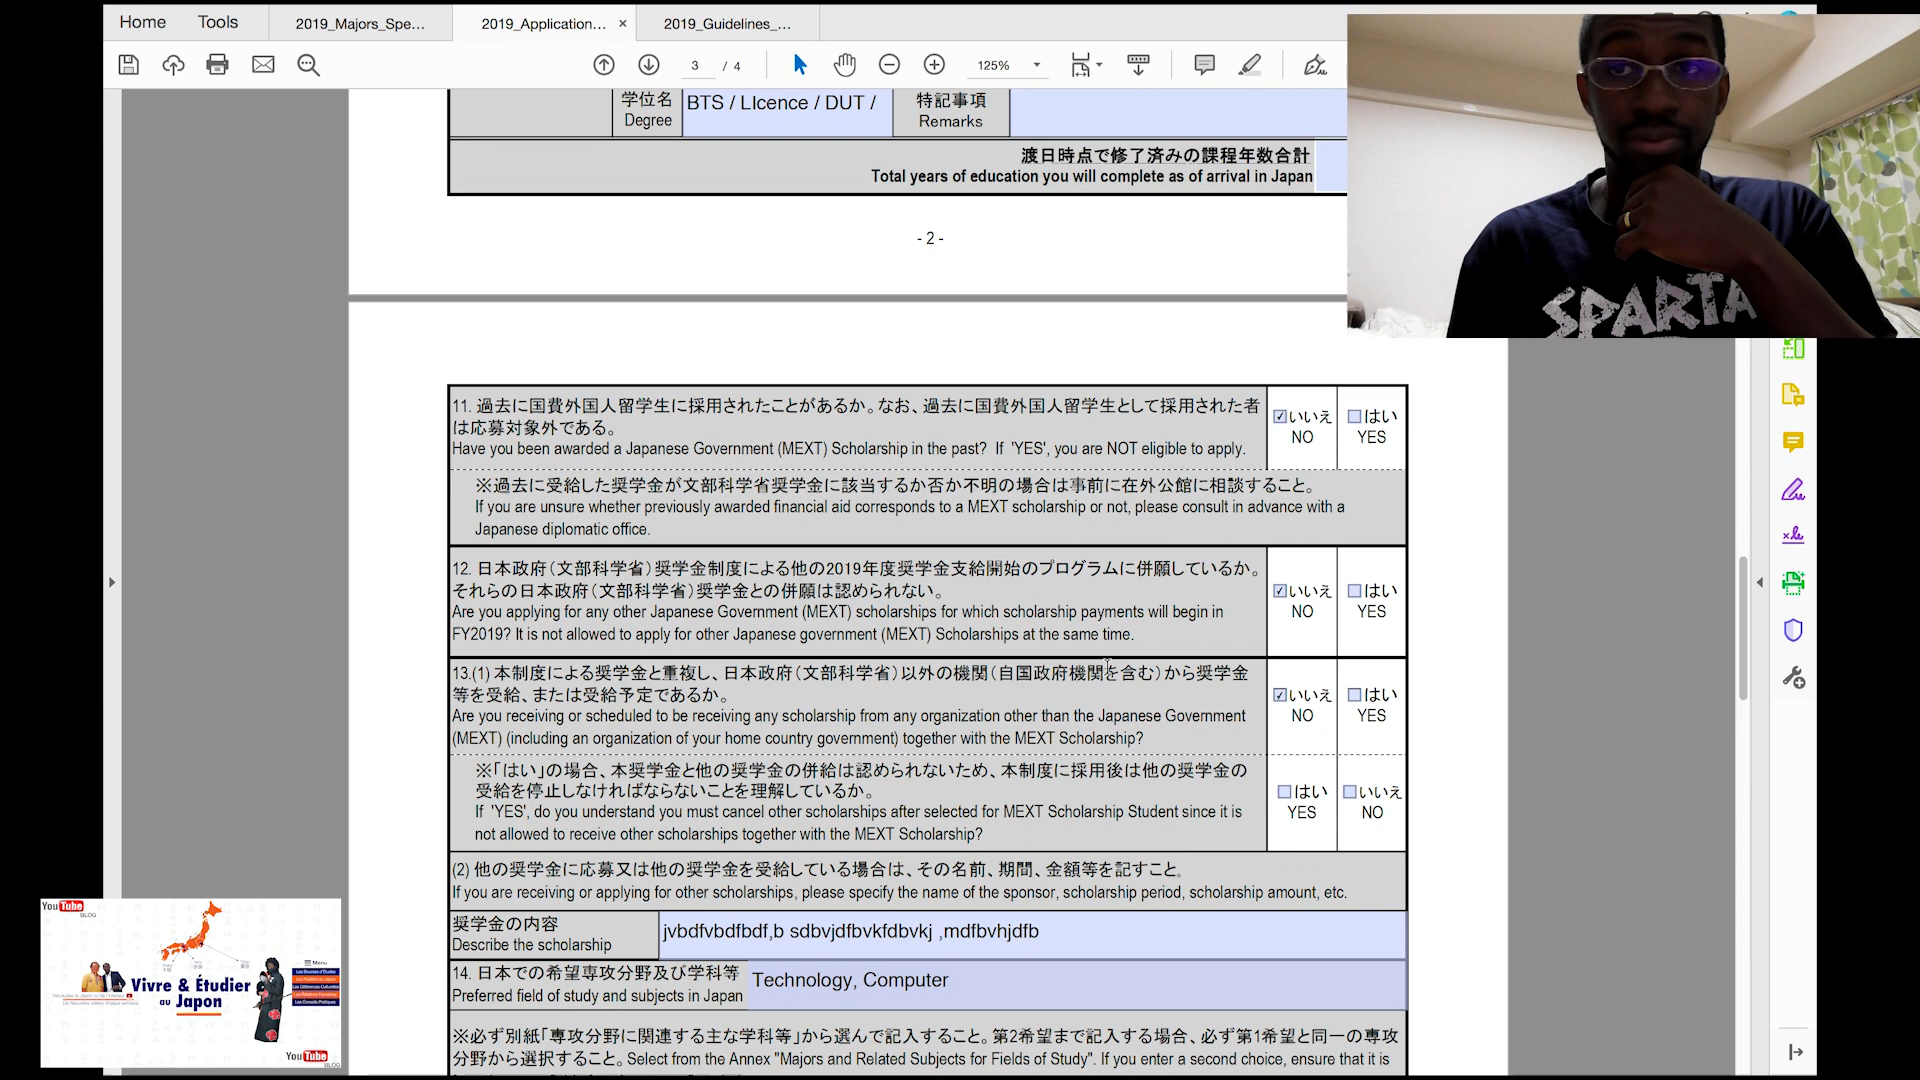 Home
Tools
2019_Majors_Spe...
2019_Application...
2019_Guidelines_...
3 / 4
125%
学位名
Degree
BTS / LIcence / DUT /
特記事項
Remarks
渡日時点で修了済みの課程年数合計
Total years of education you will complete as of arrival in Japan
- 2 -
SPARTA
11. 過去に国費外国人留学生に採用されたことがあるか。なお、過去に国費外国人留学生として採用された者
は応募対象外である。
Have you been awarded a Japanese Government (MEXT) Scholarship in the past? If 'YES', you are NOT eligible to apply.
いいえ
NO
はい
YES
※過去に受給した奨学金が文部科学省奨学金に該当するか否か不明の場合は事前に在外公館に相談すること。
If you are unsure whether previously awarded financial aid corresponds to a MEXT scholarship or not, please consult in advance with a
Japanese diplomatic office.
12. 日本政府（文部科学省）奨学金制度による他の2019年度奨学金支給開始のプログラムに併願しているか。
それらの日本政府（文部科学省）奨学金との併願は認められない。
Are you applying for any other Japanese Government (MEXT) scholarships for which scholarship payments will begin in
FY2019? It is not allowed to apply for other Japanese government (MEXT) Scholarships at the same time.
いいえ
NO
はい
YES
13.(1) 本制度による奨学金と重複し、日本政府（文部科学省）以外の機関（自国政府機関を含む）から奨学金
等を受給、または受給予定であるか。
Are you receiving or scheduled to be receiving any scholarship from any organization other than the Japanese Government
(MEXT) (including an organization of your home country government) together with the MEXT Scholarship?
いいえ
NO
はい
YES
※「はい」の場合、本奨学金と他の奨学金の併給は認められないため、本制度に採用後は他の奨学金の
受給を停止しなければならないことを理解しているか。
If 'YES', do you understand you must cancel other scholarships after selected for MEXT Scholarship Student since it is
not allowed to receive other scholarships together with the MEXT Scholarship?
はい
YES
いいえ
NO
(2) 他の奨学金に応募又は他の奨学金を受給している場合は、その名前、期間、金額等を記すこと。
If you are receiving or applying for other scholarships, please specify the name of the sponsor, scholarship period, scholarship amount, etc.
奨学金の内容
Describe the scholarship
jvbdfvbdfbdf,b sdbvjdfbvkfdbvkj ,mdfbvhjdfb
14. 日本での希望専攻分野及び学科等
Preferred field of study and subjects in Japan
Technology, Computer
※必ず別紙「専攻分野に関連する主な学科等」から選んで記入すること。第2希望まで記入する場合、必ず第1希望と同一の専攻
分野から選択すること。Select from the Annex "Majors and Related Subjects for Fields of Study". If you enter a second choice, ensure that it is
YouTube
BLOG
Menu
Vivre & Étudier
au Japon
YouTube
BLOG